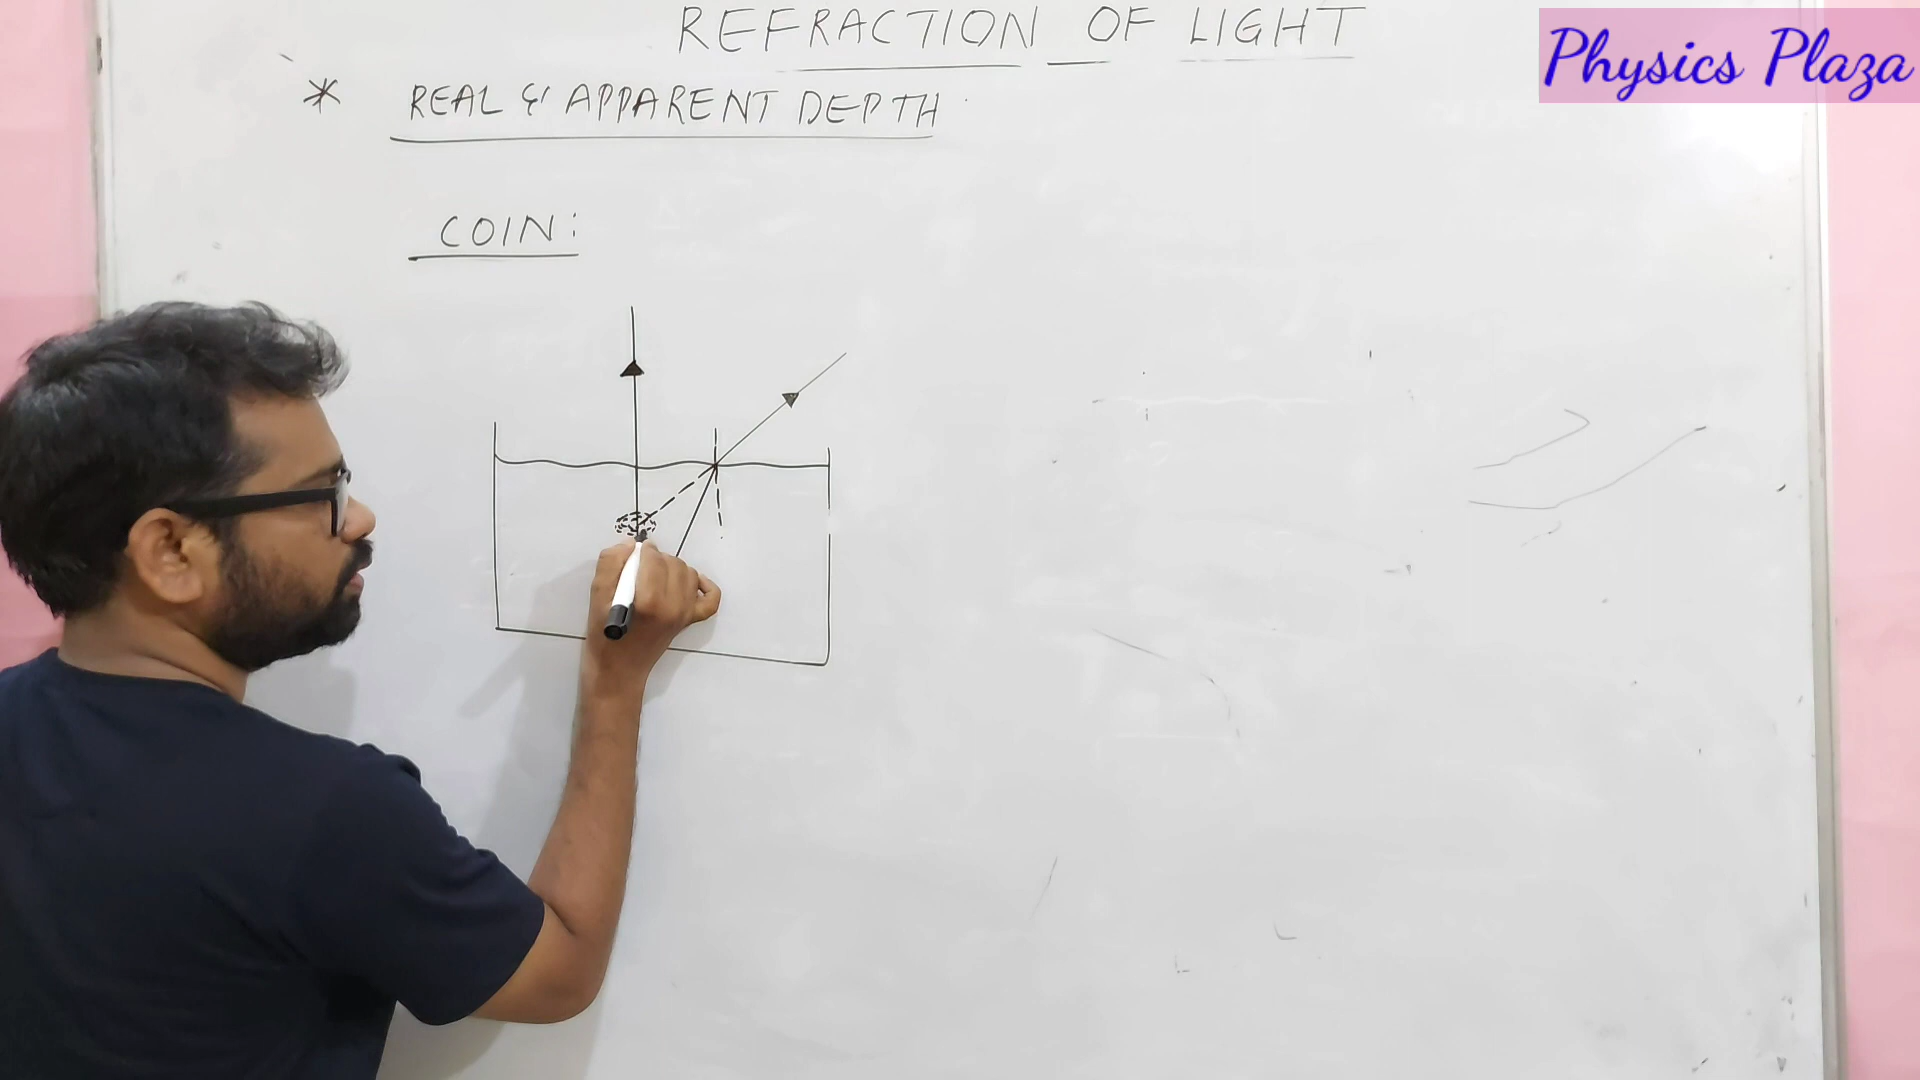 REFRACTION OF LIGHT
Physics Plaza
* REAL & APPARENT DEPTH
COIN: